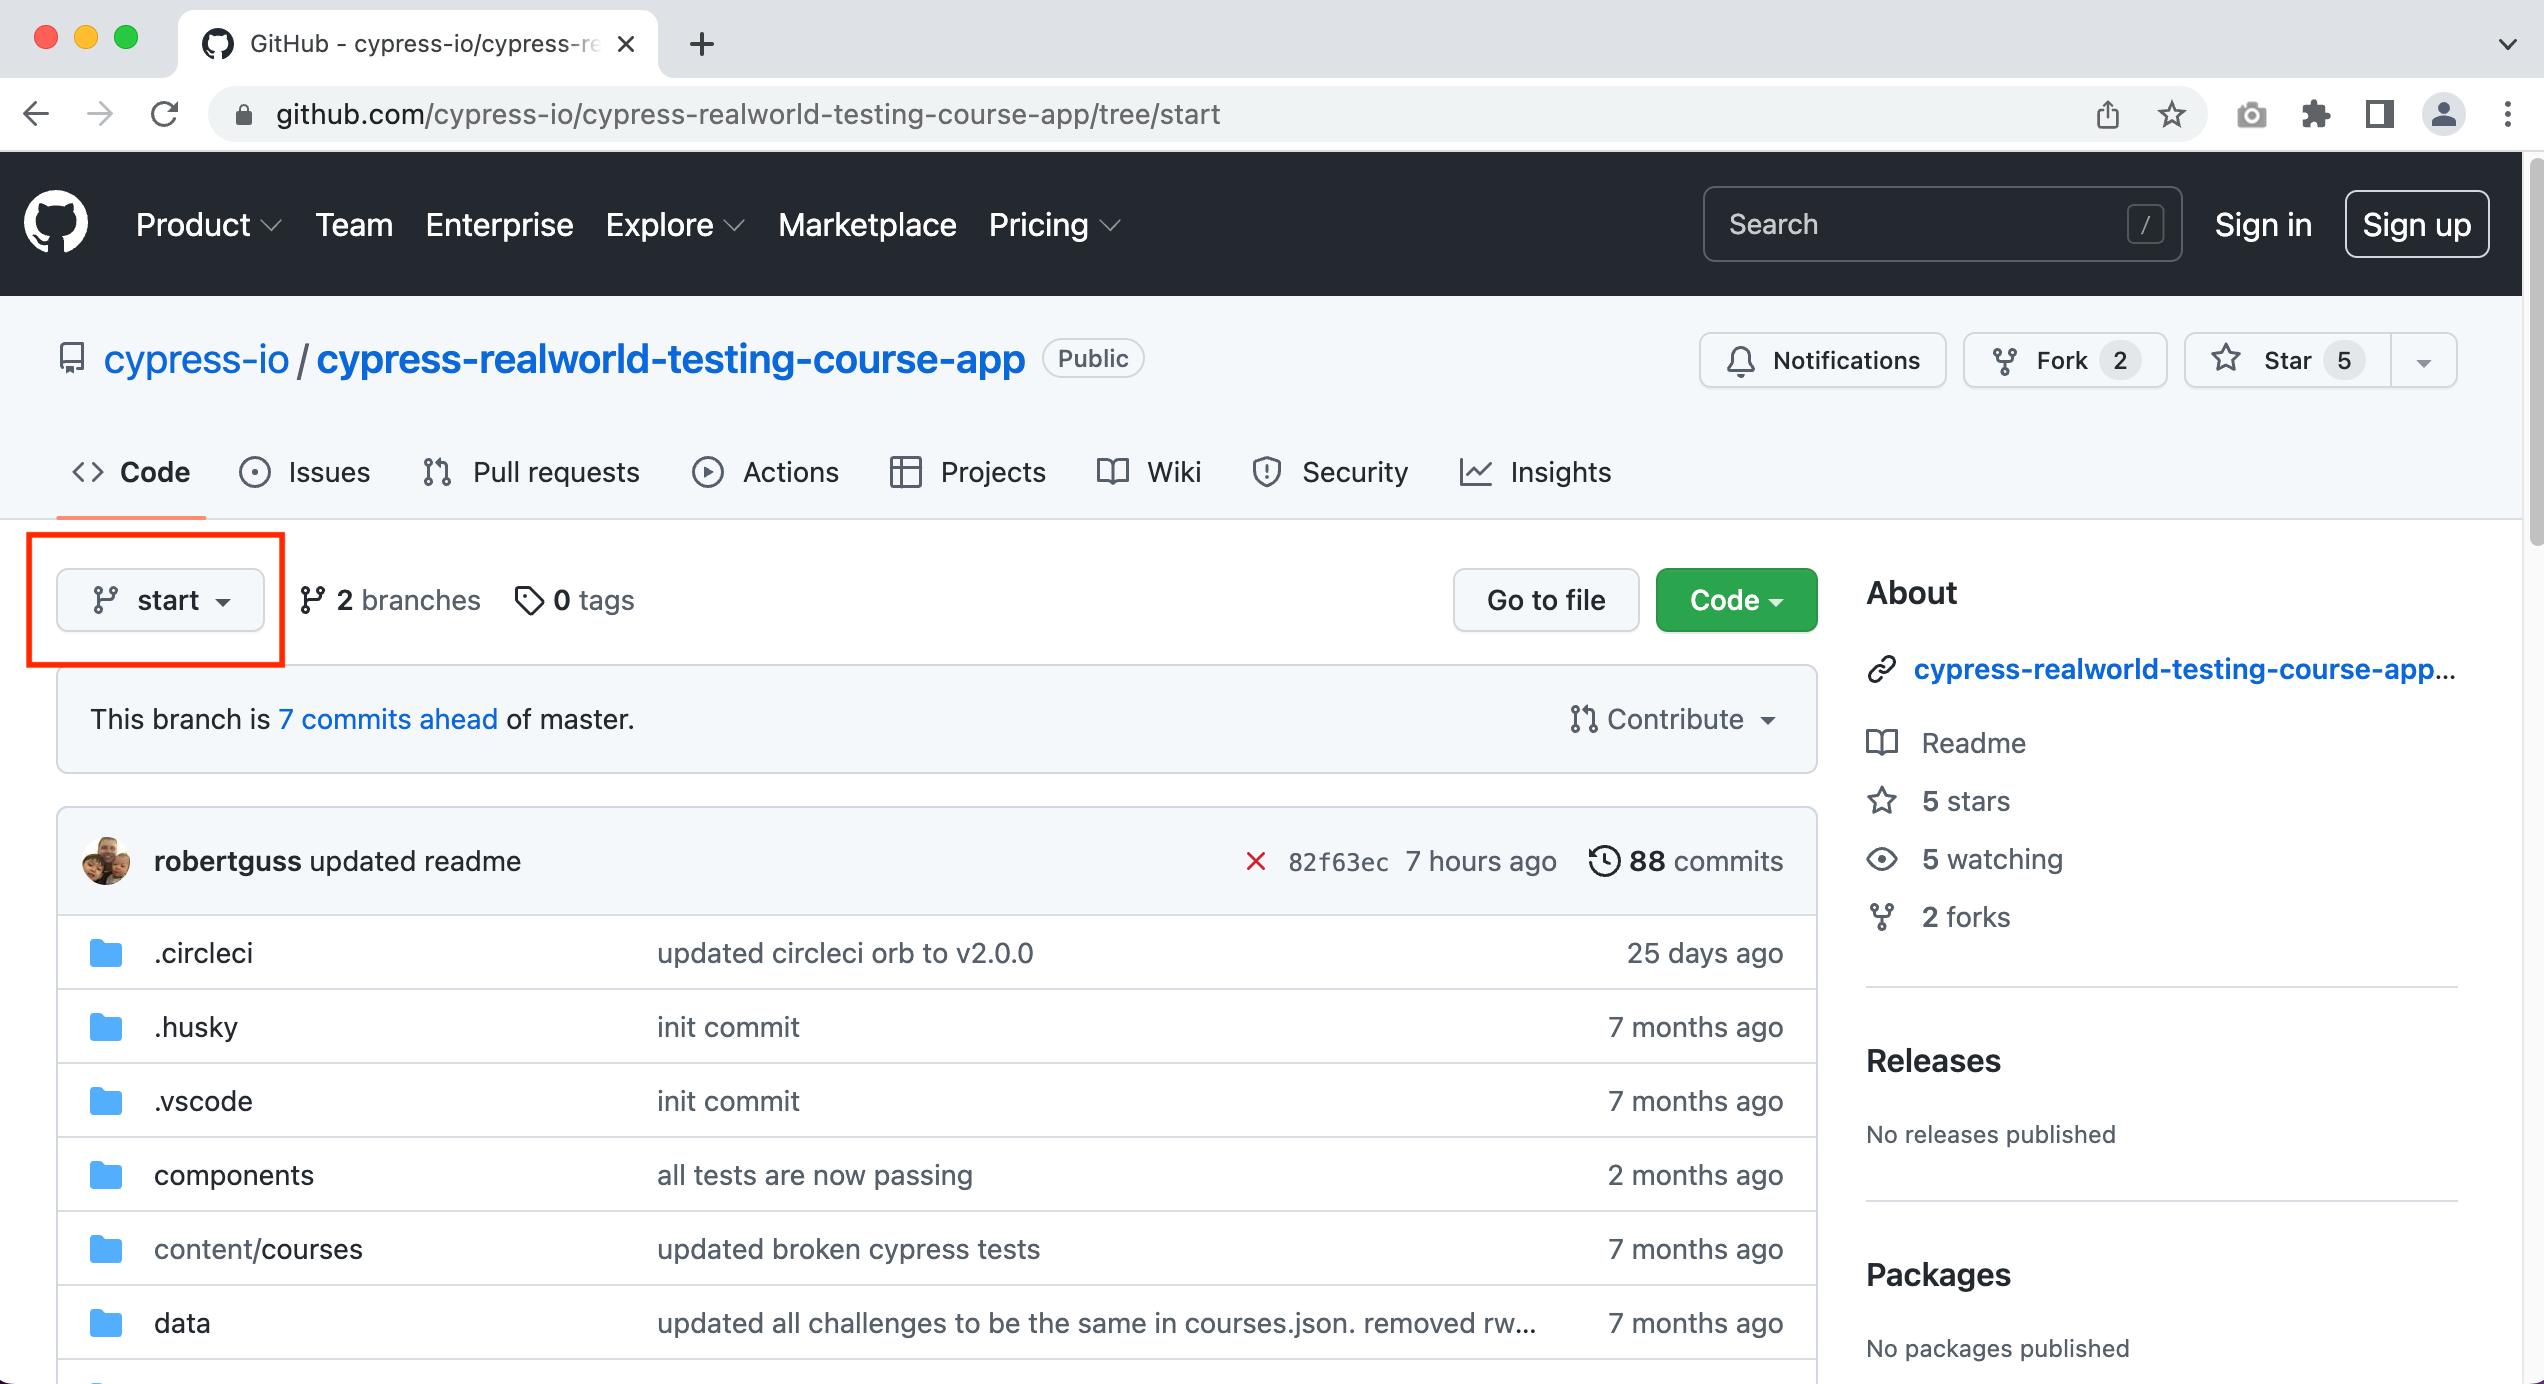 GitHub - cypress-io/cypress-re
github.com/cypress-io/cypress-realworld-testing-course-app/tree/start
Product Team Enterprise Explore Marketplace Pricing Search / Sign in Sign up
cypress-io / cypress-realworld-testing-course-app Public Notifications Fork 2 Star 5
Code Issues Pull requests Actions Projects Wiki Security Insights
start 2 branches 0 tags Go to file Code
This branch is 7 commits ahead of master. Contribute
robertguss updated readme 82f63ec 7 hours ago 88 commits
.circleci updated circleci orb to v2.0.0 25 days ago
.husky init commit 7 months ago
.vscode init commit 7 months ago
components all tests are now passing 2 months ago
content/courses updated broken cypress tests 7 months ago
data updated all challenges to be the same in courses.json. removed rw... 7 months ago
About
cypress-realworld-testing-course-app...
Readme
5 stars
5 watching
2 forks
Releases
No releases published
Packages
No packages published